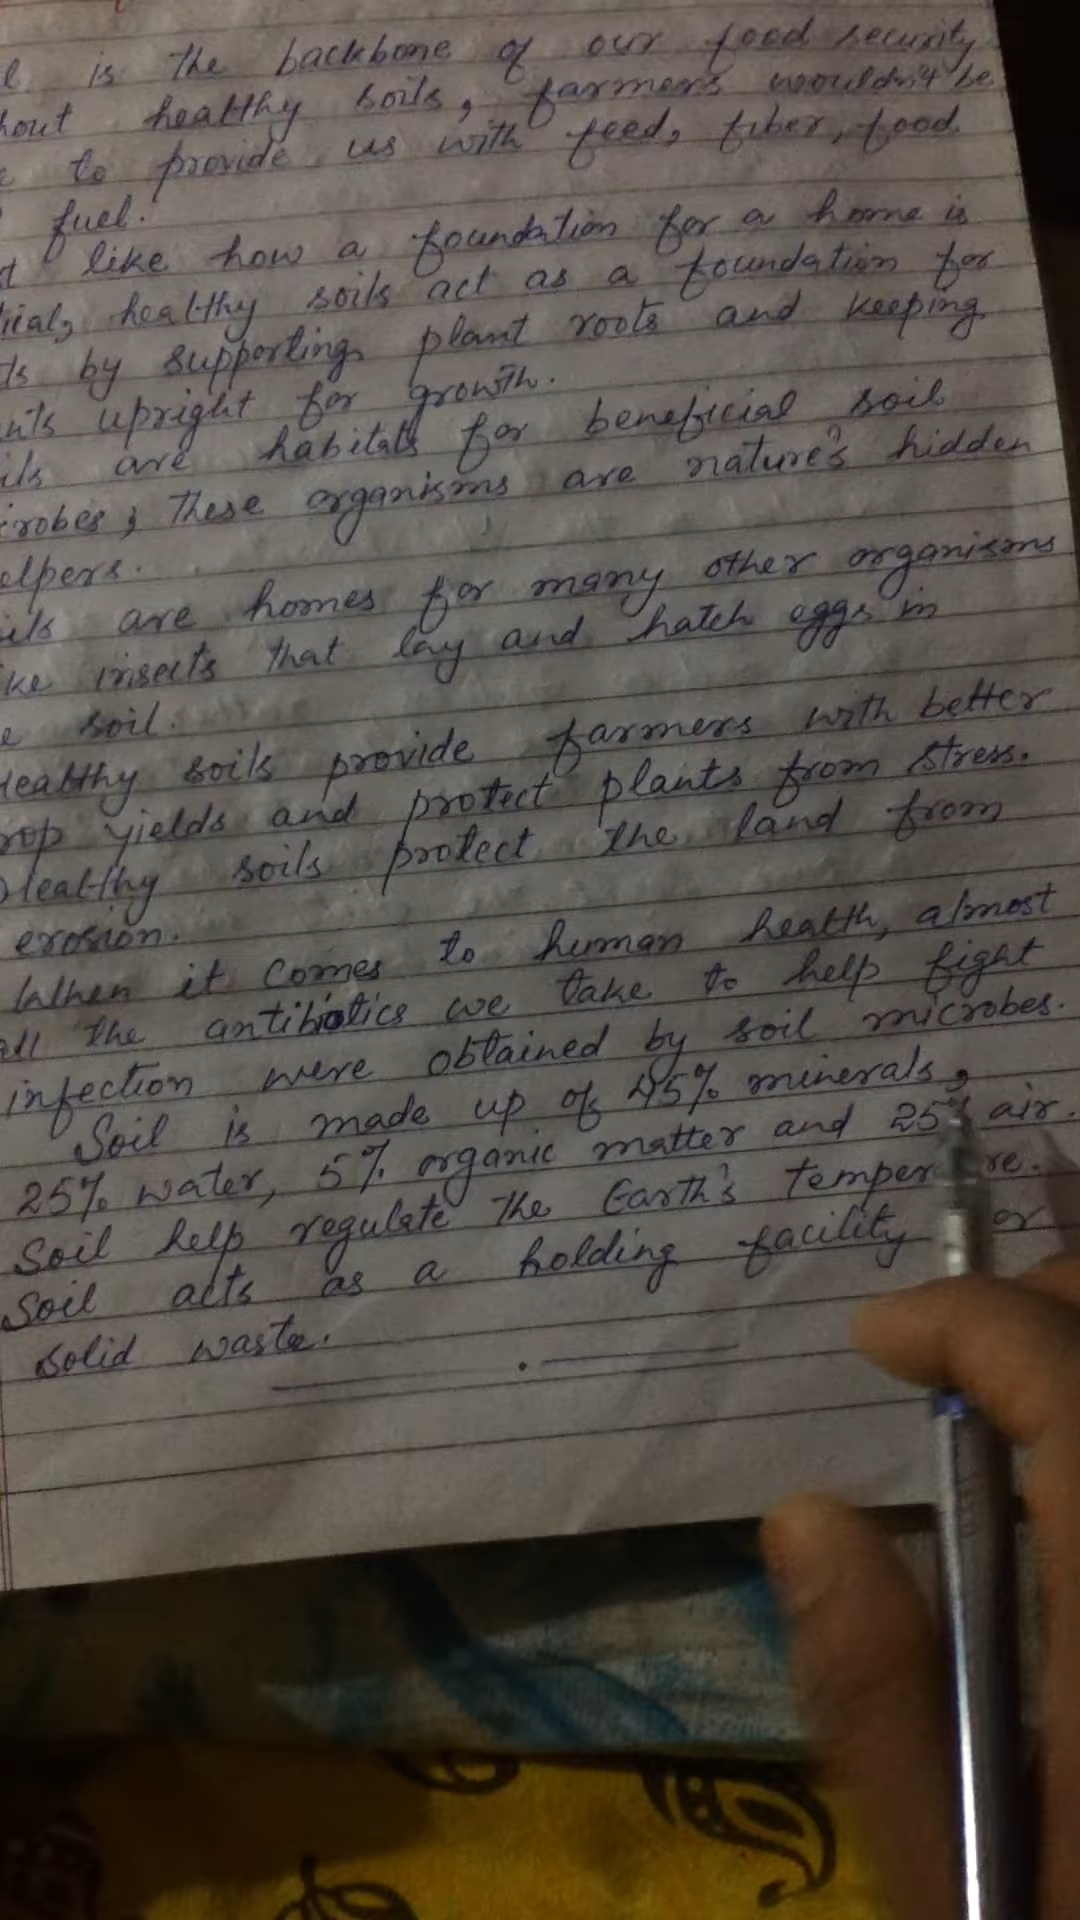 is the backbone of our food security
healthy soils, farmers wouldn't be
to provide us with feed, fiber, food
fuel.
like how a foundation for a home is
healthy soils act as a foundation for
by supporting plant roots and keeping
upright for growth.
are habitats for beneficial soil
these organisms are nature's hidden
are homes for many other organisms
insects that lay and hatch eggs in
soil.
Healthy soils provide farmers with better
yields and protect plants from stress.
Healthy soils protect the land from
erosion.
When it comes to human health, almost
all the antibiotics we take to help fight
infection were obtained by soil microbes.
Soil is made up of 45% minerals,
25% water, 5% organic matter and 25% air.
Soil help regulate the Earth's
Soil acts as a holding facility
solid waste.